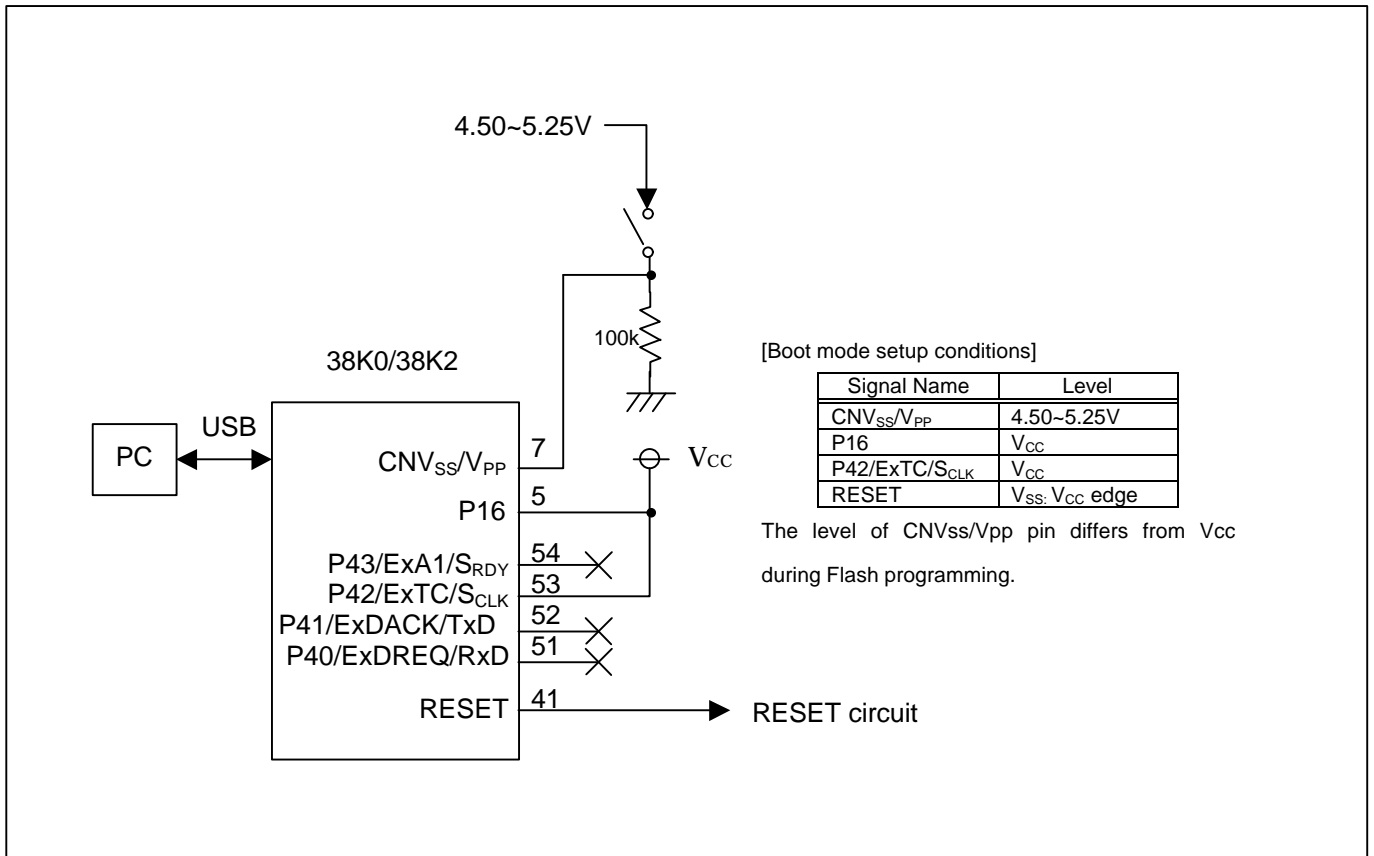 4.50~5.25V
100k
38K0/38K2
PC
USB
CNVSS/VPP 7
VCC
P16 5
P43/ExA1/SRDY 54
P42/ExTC/SCLK 53
P41/ExDACK/TxD 52
P40/ExDREQ/RxD 51
RESET 41
RESET circuit
[Boot mode setup conditions]
Signal Name Level
CNVSS/VPP 4.50~5.25V
P16 VCC
P42/ExTC/SCLK VCC
RESET VSS: VCC edge
The level of CNVss/Vpp pin differs from Vcc
during Flash programming.